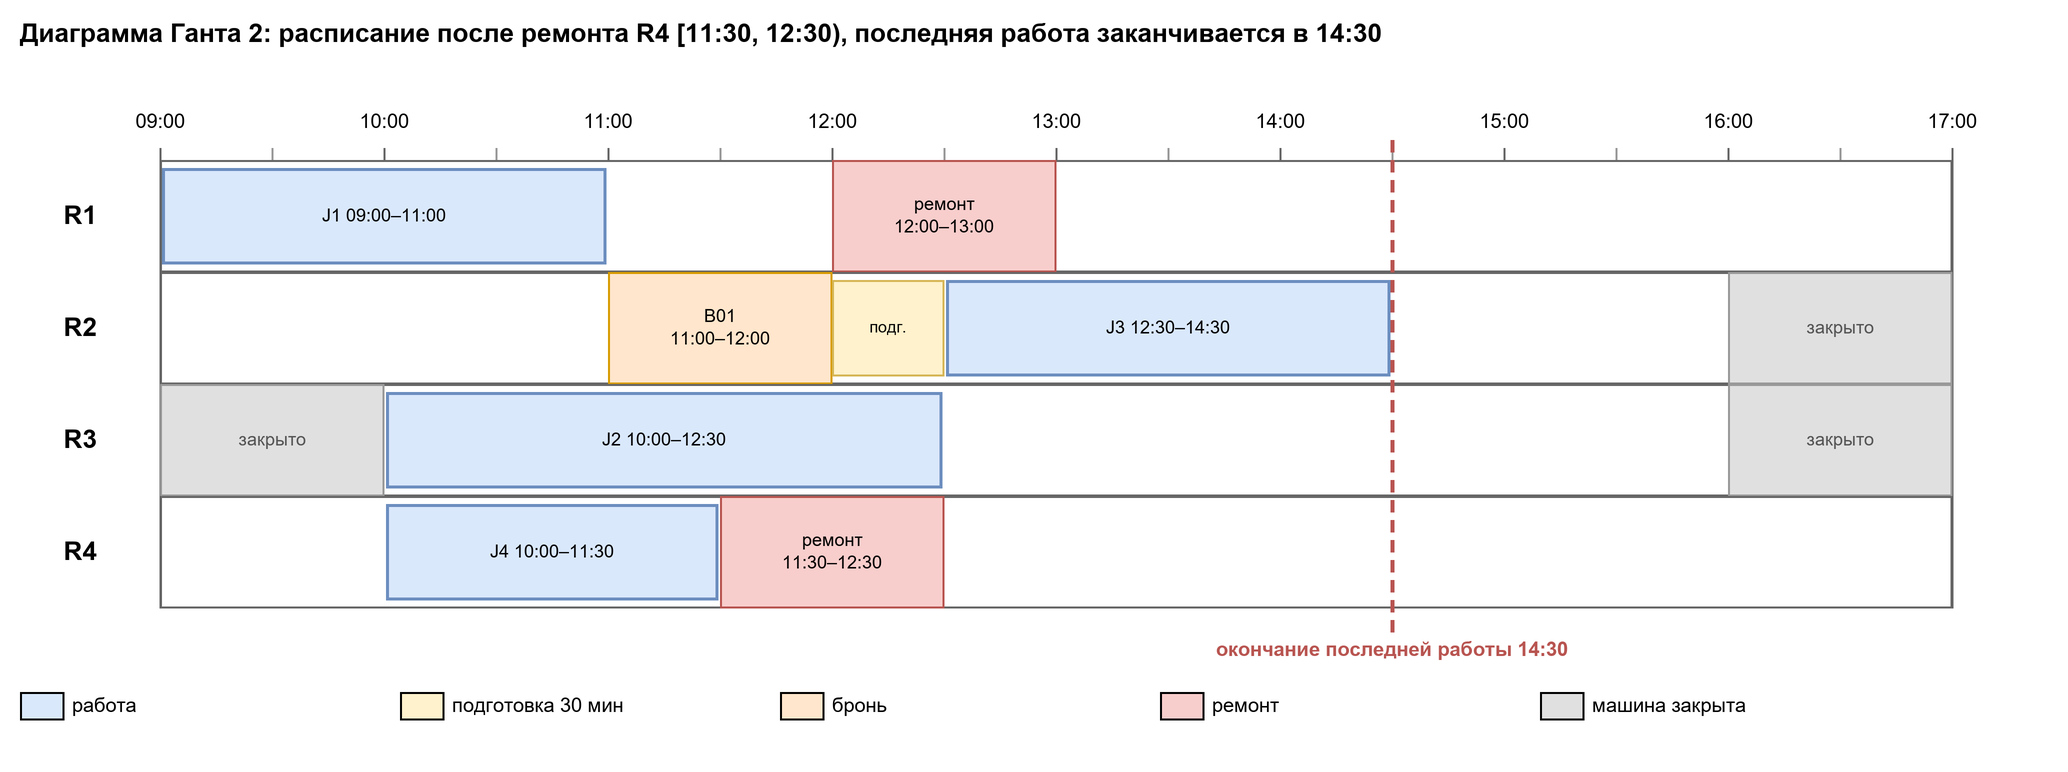 Диаграмма Ганта 2: расписание после ремонта R4 [11:30, 12:30), последняя работа заканчивается в 14:30
09:00 10:00 11:00 12:00 13:00 14:00 15:00 16:00 17:00
R1
J1 09:00–11:00
ремонт
12:00–13:00
R2
B01
11:00–12:00
подг.
J3 12:30–14:30
закрыто
R3
закрыто
J2 10:00–12:30
закрыто
R4
J4 10:00–11:30
ремонт
11:30–12:30
окончание последней работы 14:30
работа
подготовка 30 мин
бронь
ремонт
машина закрыта